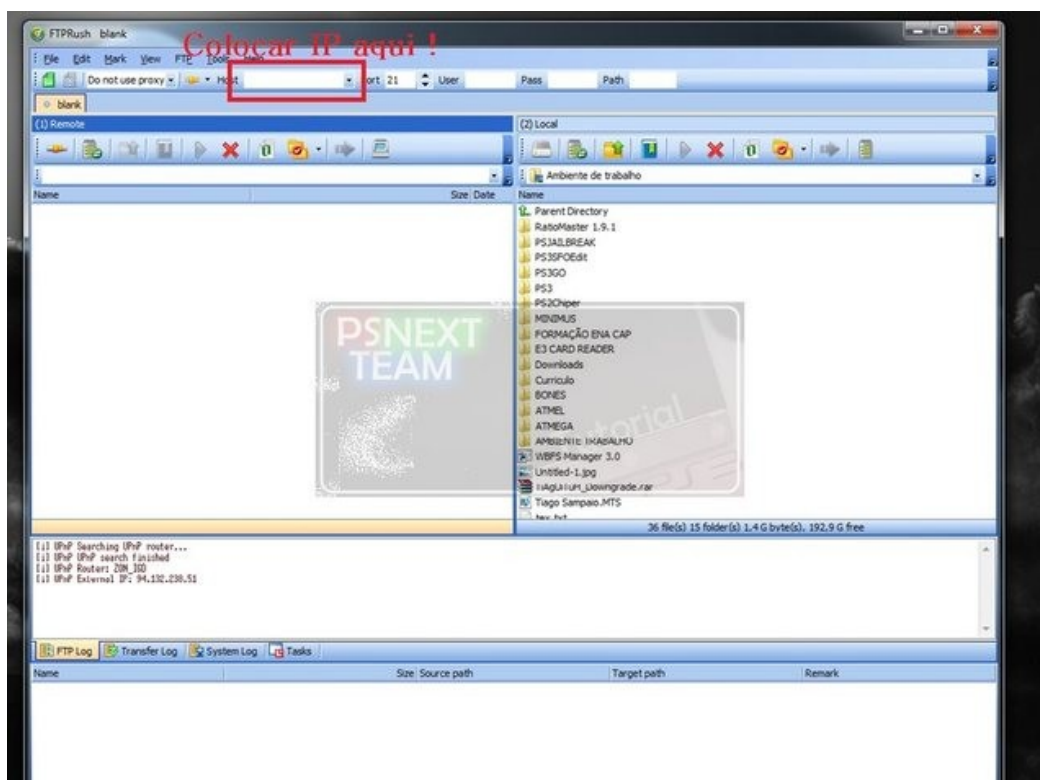 FTPRush blank
Colocar IP aqui !
File Edit Mark View FTP Tools Help
Do not use proxy Host Port 21 User Pass Path
blank
(1) Remote
(2) Local
Ambiente de trabalho
Name Size Date
Name
Parent Directory
RatioMaster 1.9.1
PSJAILBREAK
PS3SFOEdit
PS3GO
PS3
PS2Chiper
MINIMUS
FORMAÇÃO ENA CAP
E3 CARD READER
Downloads
Curriculo
BONES
ATMEL
ATMEGA
AMBIENTE TRABALHO
WBFS Manager 3.0
Untitled-1.jpg
Tiago Sampaio.MTS
tex.txt
PSNEXT
TEAM
36 file(s) 15 folder(s) 1.4 G byte(s). 192.9 G free
[i] UPnP Searching UPnP router...
[i] UPnP UPnP search finished
[i] UPnP Router: ZON_IGD
[i] UPnP External IP: 94.132.238.51
FTP Log Transfer Log System Log Tasks
Name Size Source path Target path Remark